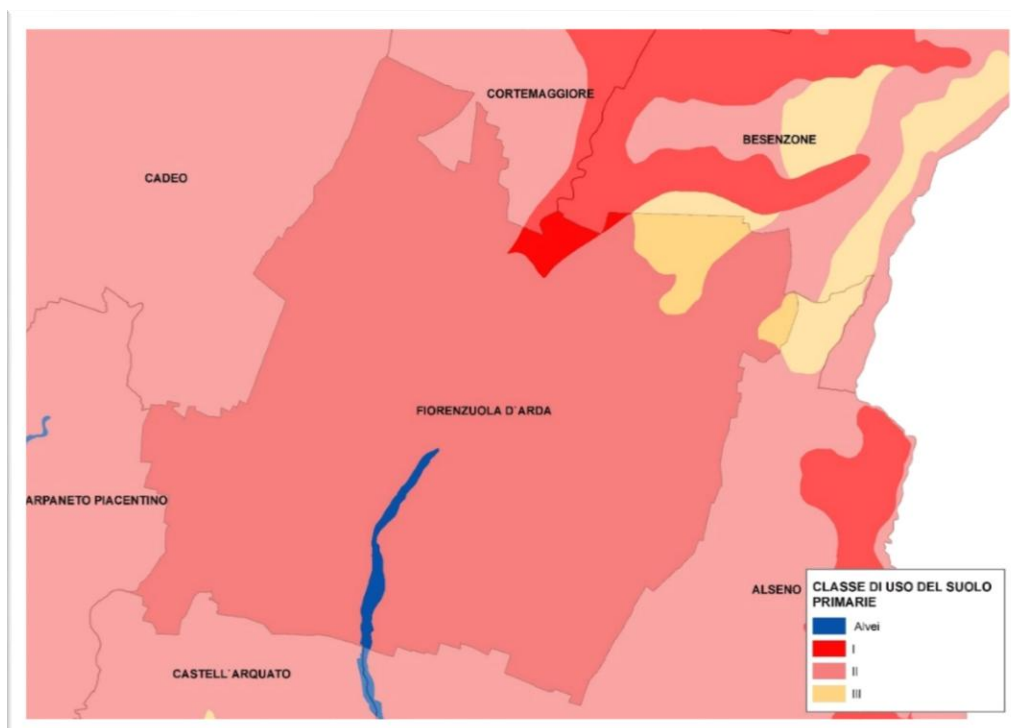 CORTEMAGGIORE
BESENZONE
CADEO
FIORENZUOLA D'ARDA
ARPANETO PIACENTINO
ALSENO
CASTELL'ARQUATO
CLASSE DI USO DEL SUOLO
PRIMARIE
Alvei
I
II
III